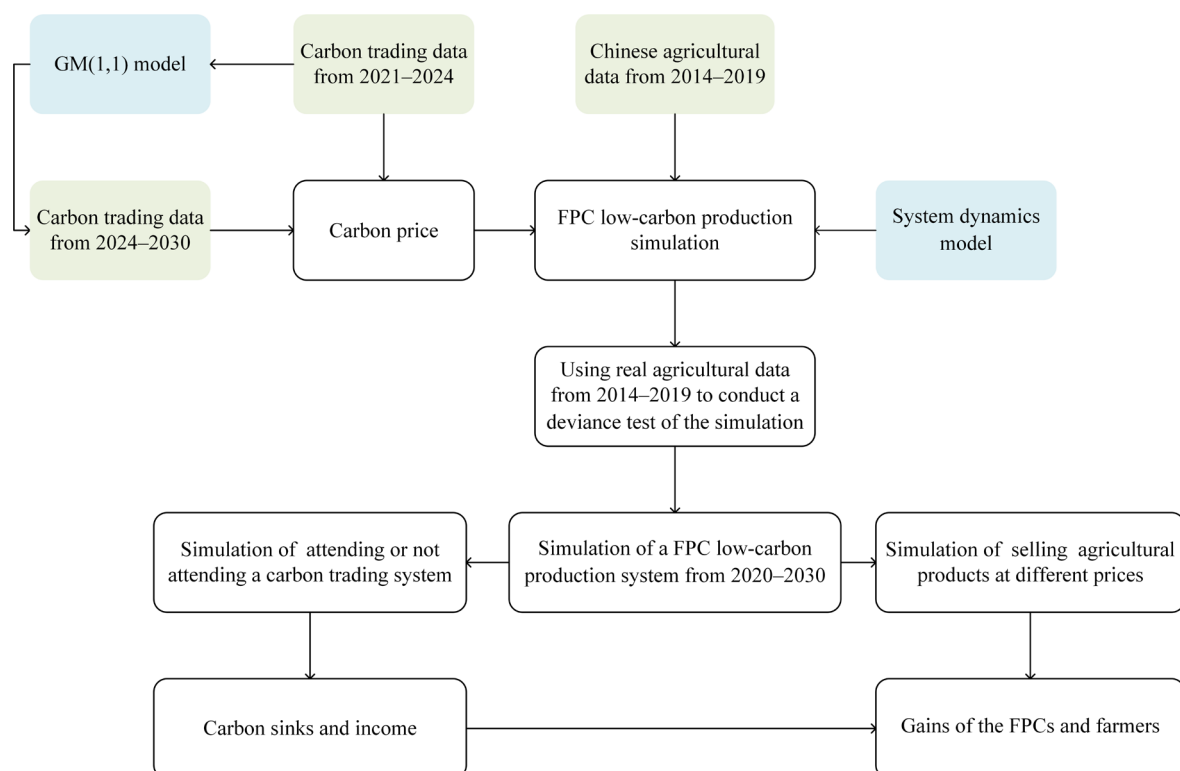 GM(1,1) model
Carbon trading data
from 2021–2024
Chinese agricultural
data from 2014–2019
Carbon trading data
from 2024–2030
Carbon price
FPC low-carbon production
simulation
System dynamics
model
Using real agricultural data
from 2014–2019 to conduct a
deviance test of the simulation
Simulation of attending or not
attending a carbon trading system
Simulation of a FPC low-carbon
production system from 2020–2030
Simulation of selling agricultural
products at different prices
Carbon sinks and income
Gains of the FPCs and farmers